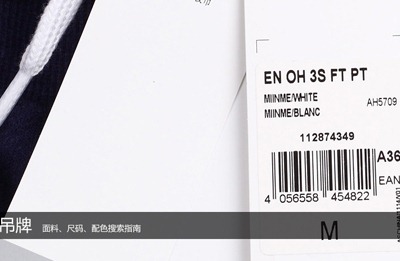 EN OH 3S FT PT
MIINME/WHITE
MIINME/BLANC
AH5709
112874349
A36
EAN
4 056558 454822
M
吊牌 面料、尺码、配色搜索指南